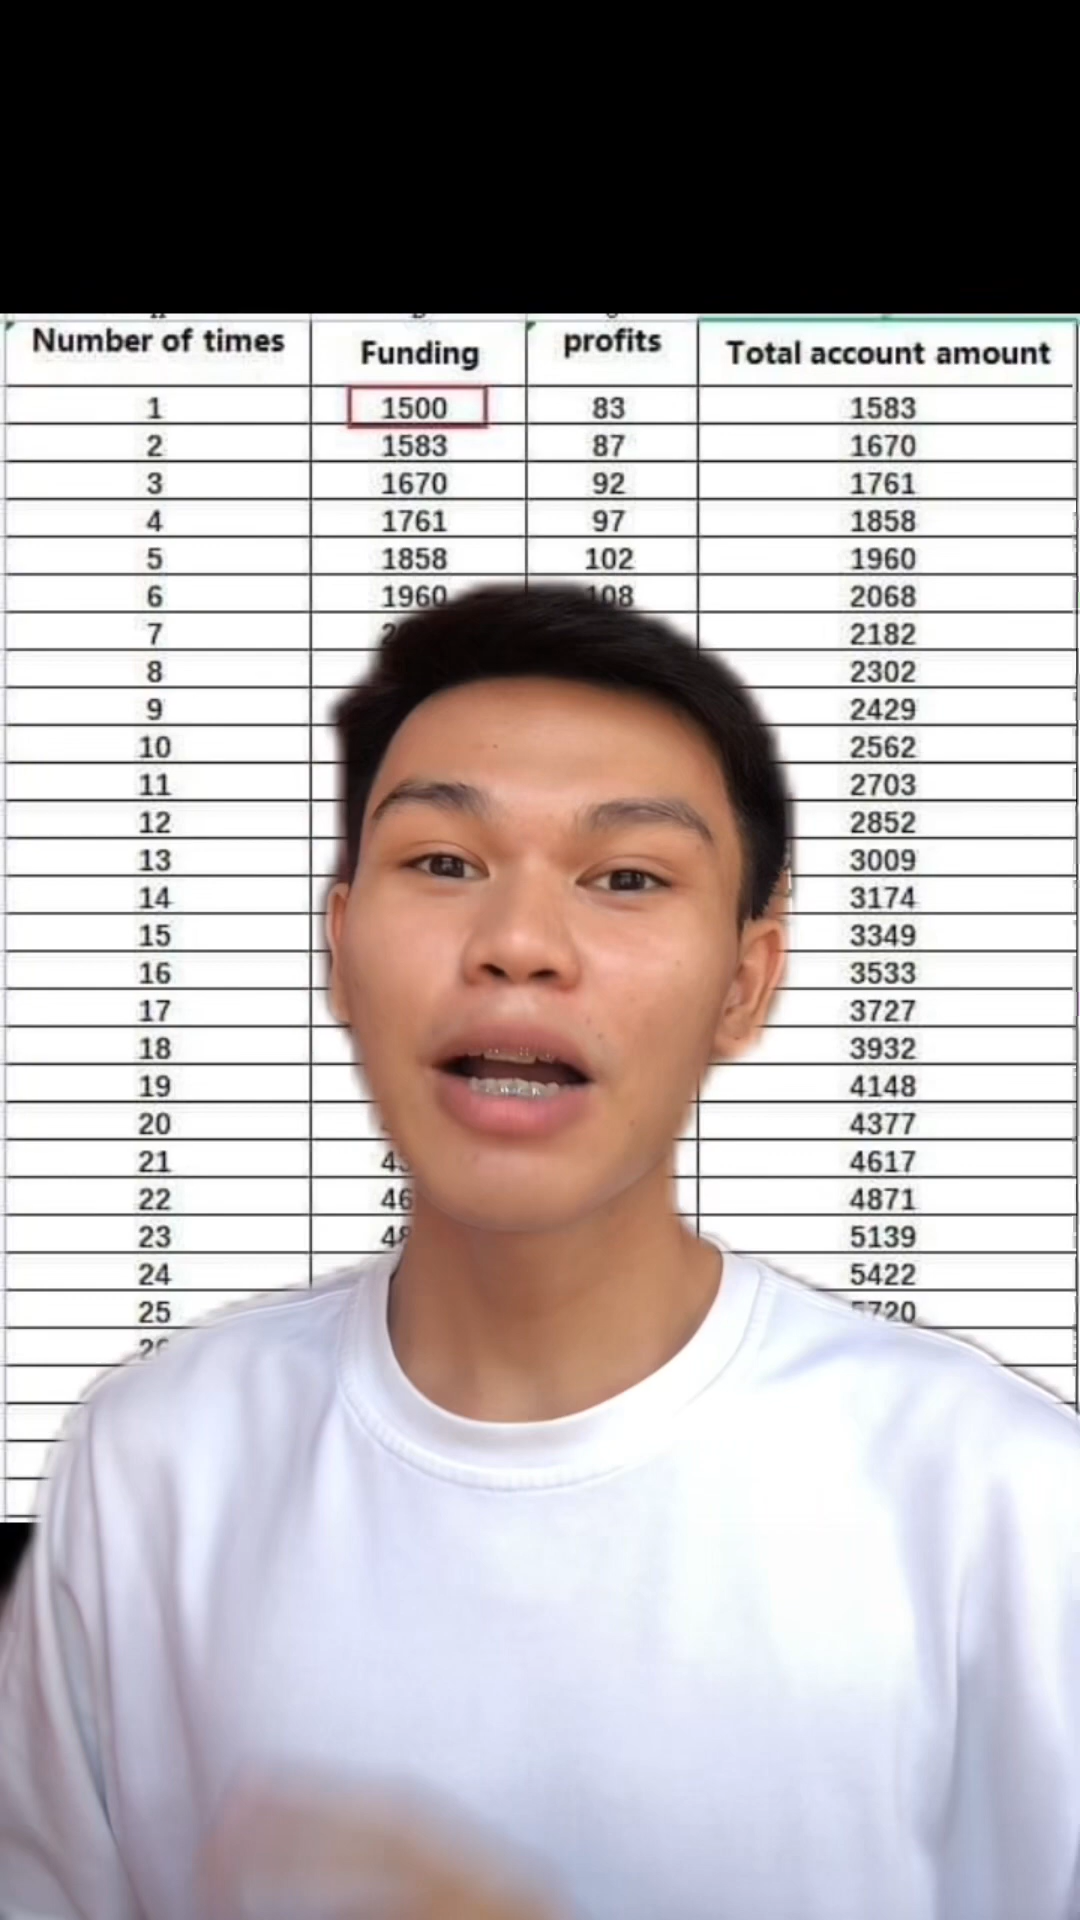 Number of times Funding profits Total account amount
1 1500 83 1583
2 1583 87 1670
3 1670 92 1761
4 1761 97 1858
5 1858 102 1960
6 1960 108 2068
7 2182
8 2302
9 2429
10 2562
11 2703
12 2852
13 3009
14 3174
15 3349
16 3533
17 3727
18 3932
19 4148
20 4377
21 4617
22 4871
23 5139
24 5422
25 5720